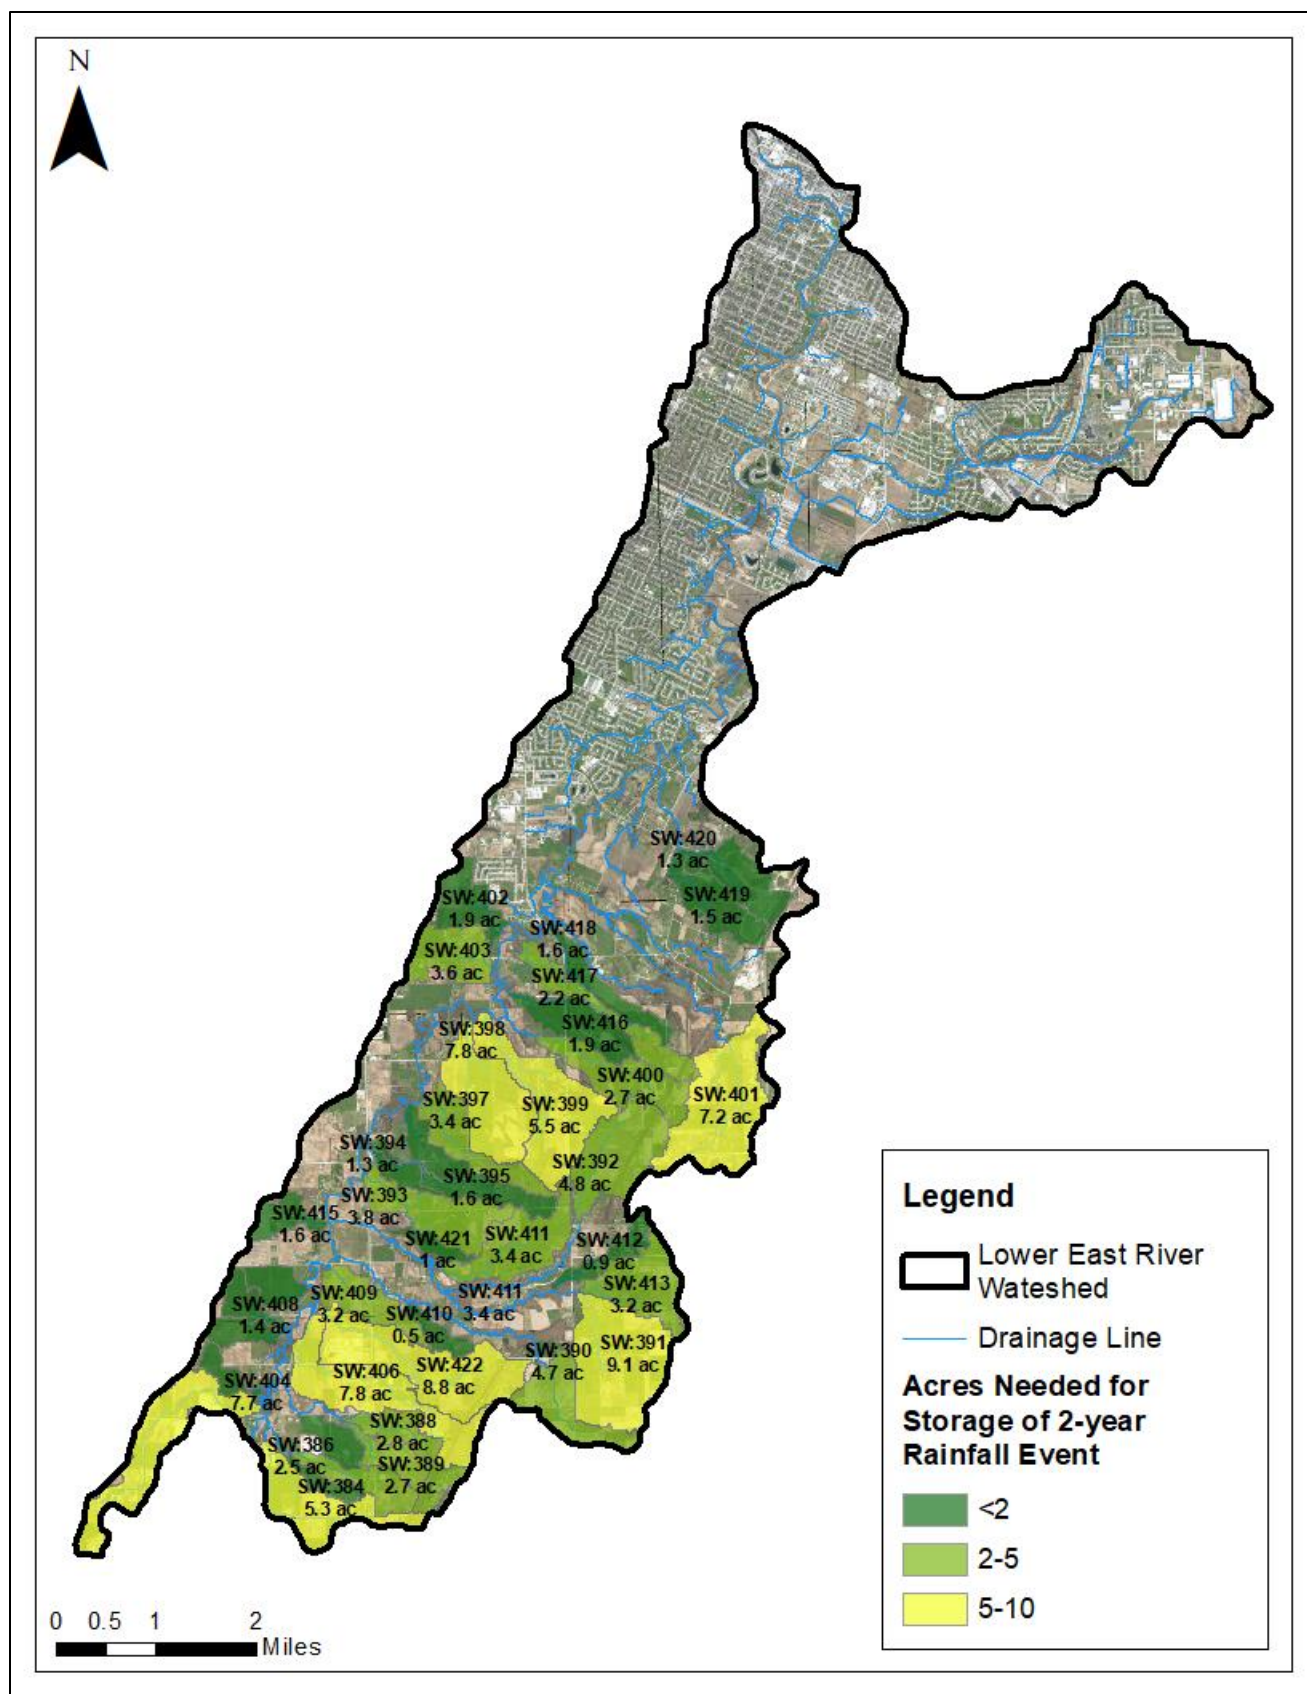 N
SW:420
1.3 ac
SW:402
1.9 ac
SW:419
1.5 ac
SW:418
1.6 ac
SW:403
3.6 ac
SW:417
2.2 ac
SW:416
1.9 ac
SW:398
7.8 ac
SW:400
2.7 ac
SW:397
3.4 ac
SW:399
5.5 ac
SW:401
7.2 ac
SW:394
1.3 ac
SW:392
4.8 ac
SW:395
1.6 ac
SW:393
3.8 ac
SW:415
1.6 ac
SW:421
1 ac
SW:411
3.4 ac
SW:412
0.9 ac
SW:413
3.2 ac
SW:409
3.2 ac
SW:411
3.4 ac
SW:408
1.4 ac
SW:410
0.5 ac
SW:390
4.7 ac
SW:391
9.1 ac
SW:406
7.8 ac
SW:422
8.8 ac
SW:404
7.7 ac
SW:388
2.8 ac
SW:386
2.5 ac
SW:389
2.7 ac
SW:384
5.3 ac
Legend
Lower East River
Wateshed
Drainage Line
Acres Needed for
Storage of 2-year
Rainfall Event
<2
2-5
5-10
0 0.5 1 2
Miles